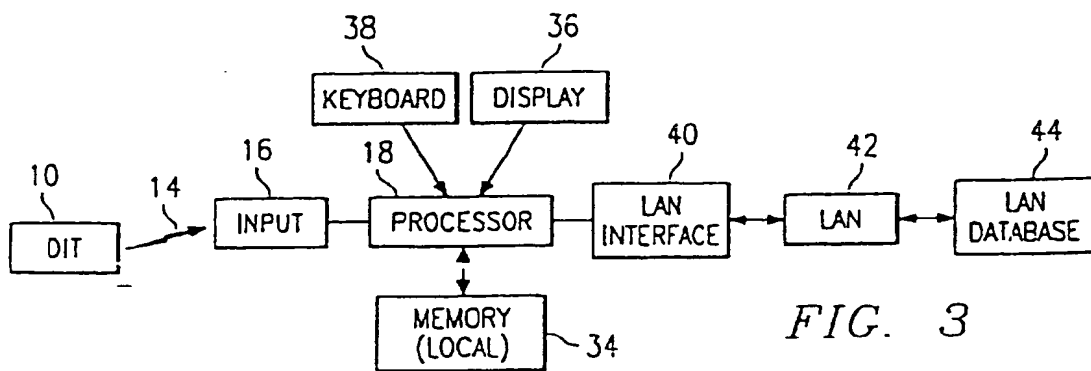 38
36
KEYBOARD
DISPLAY
10
14
16
18
40
42
44
DIT
INPUT
PROCESSOR
LAN
INTERFACE
LAN
LAN
DATABASE
MEMORY
(LOCAL)
34
FIG. 3